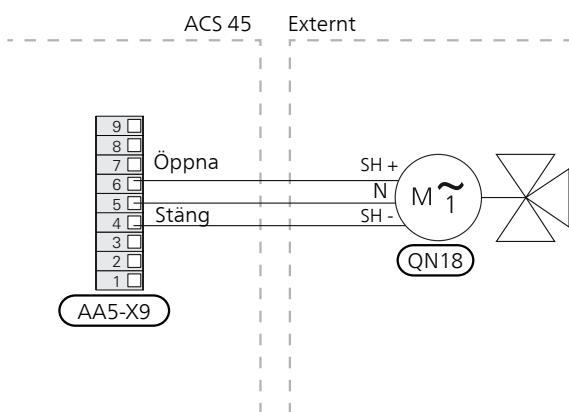 ACS 45 Externt
9
8
7 Öppna SH +
6
5 N
4 Stäng SH -
3
2
1
M ~ 1
QN18
AA5-X9